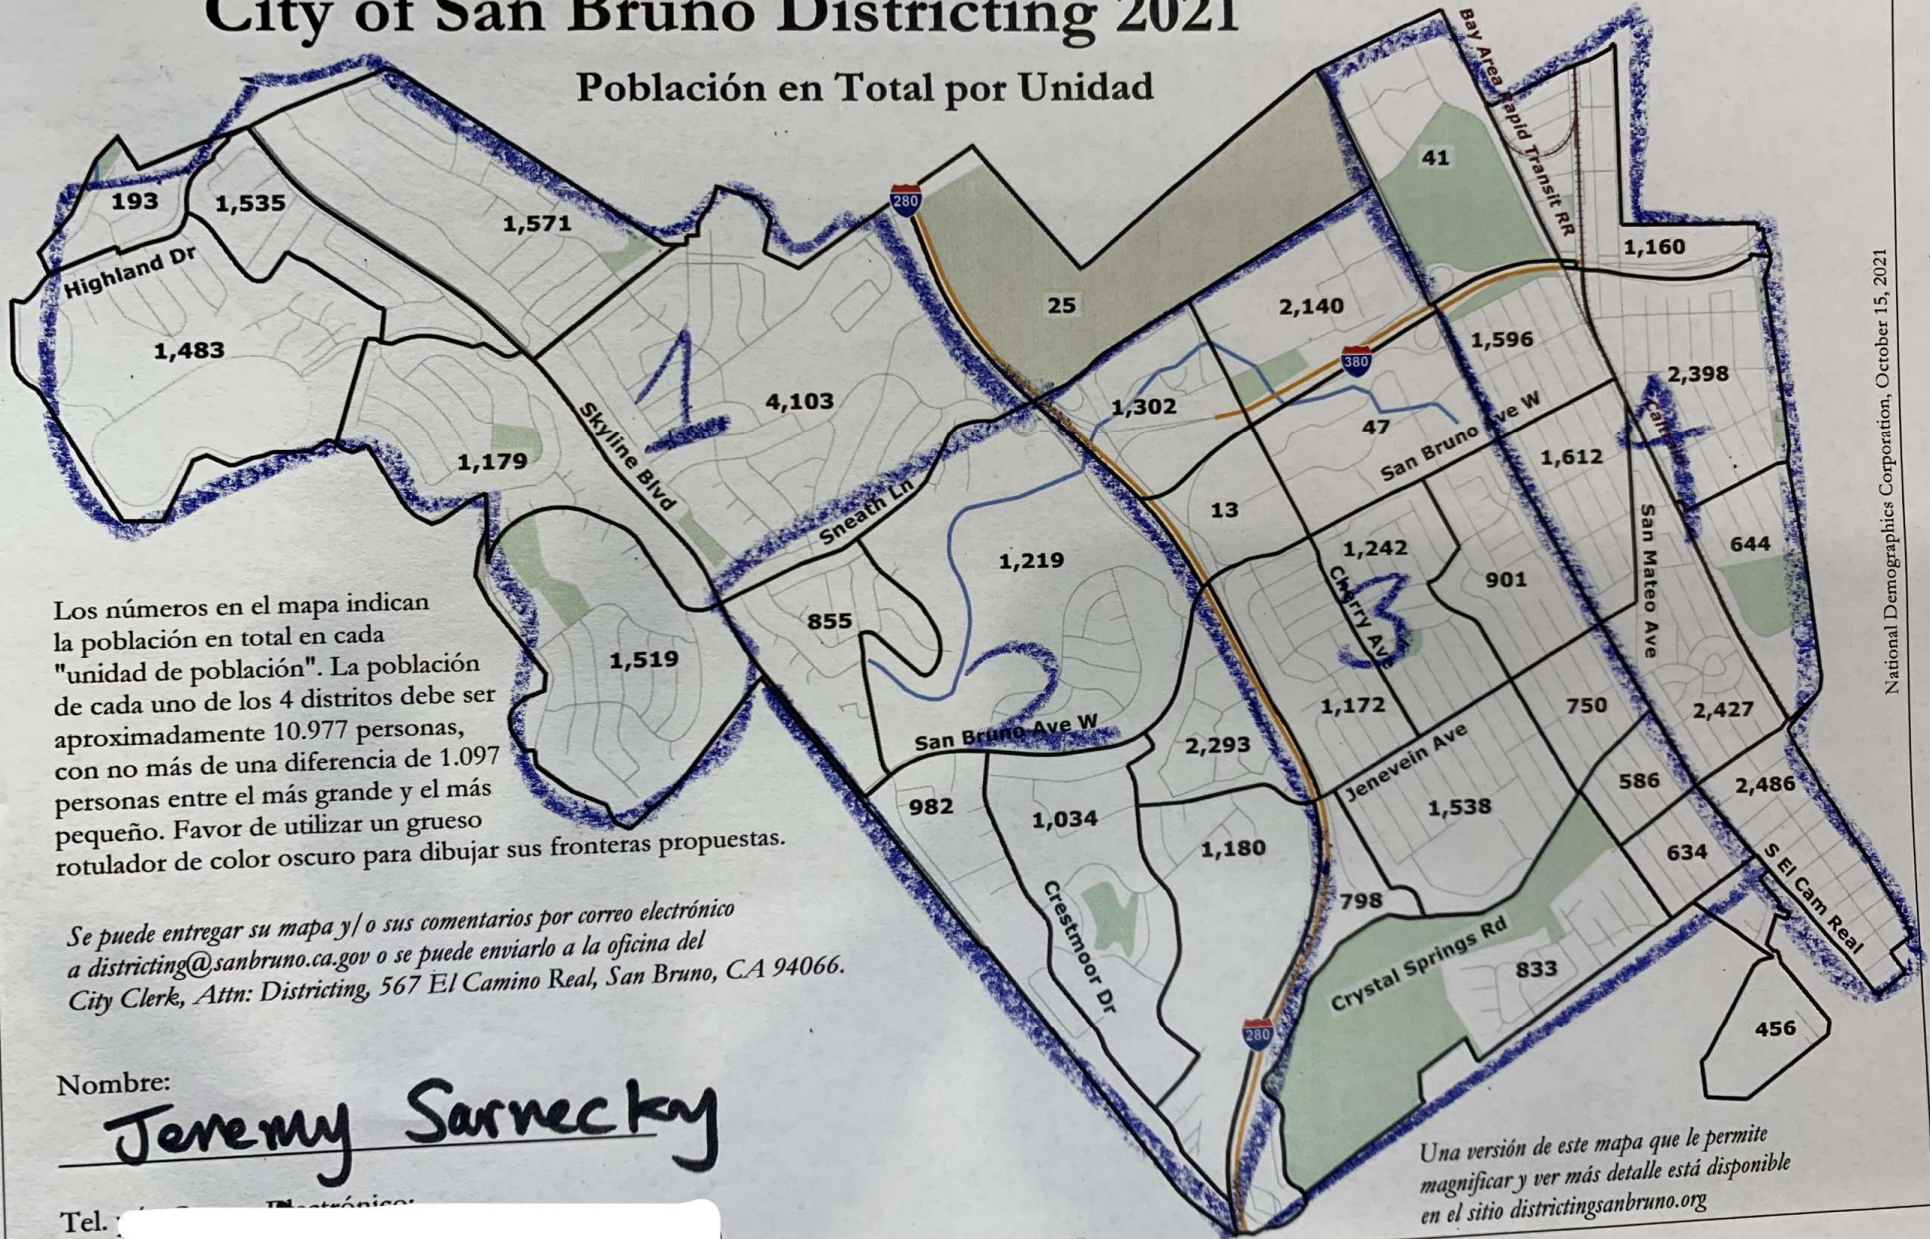 City of San Bruno Districting 2021
Población en Total por Unidad
Bay Area Rapid Transit RR
280
41
193
1,535
1,571
1,160
Highland Dr
25
2,140
1,483
1,596
380
2,398
1
4,103
1,302
47
4
Skyline Blvd
San Bruno Ave W
1,612
1,179
Sneath Ln
13
San Mateo Ave
644
1,219
1,242
901
Cherry Ave
3
855
1,519
2
San Bruno Ave W
1,172
750
2,427
2,293
Jenevein Ave
586
2,486
982
1,034
1,538
1,180
634
S El Cam Real
798
Crestmoor Dr
Crystal Springs Rd
833
280
456
Los números en el mapa indican
la población en total en cada
"unidad de población". La población
de cada uno de los 4 distritos debe ser
aproximadamente 10.977 personas,
con no más de una diferencia de 1.097
personas entre el más grande y el más
pequeño. Favor de utilizar un grueso
rotulador de color oscuro para dibujar sus fronteras propuestas.
Se puede entregar su mapa y/o sus comentarios por correo electrónico
a districting@sanbruno.ca.gov o se puede enviarlo a la oficina del
City Clerk, Attn: Districting, 567 El Camino Real, San Bruno, CA 94066.
Nombre:
Jeremy Sarnecky
Tel.
Una versión de este mapa que le permite
magnificar y ver más detalle está disponible
en el sitio districtingsanbruno.org
National Demographics Corporation, October 15, 2021